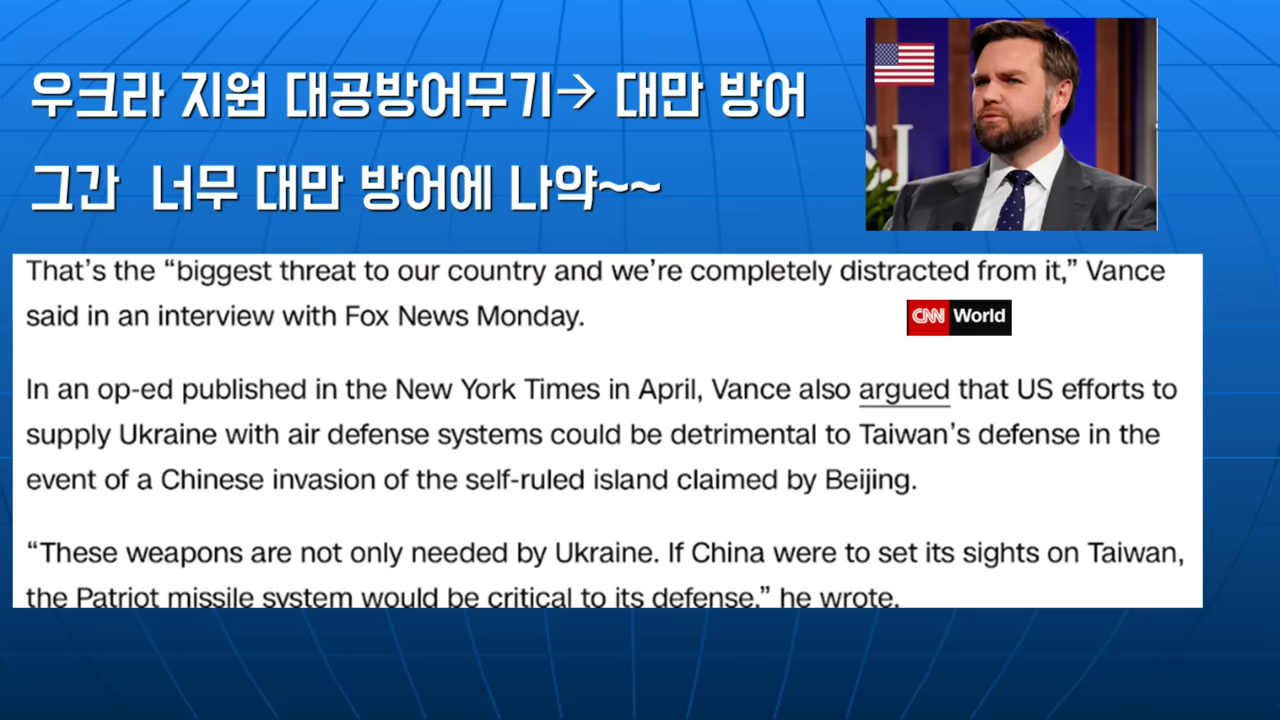 우크라 지원 대공방어무기→ 대만 방어
그간 너무 대만 방어에 나약~~
That's the “biggest threat to our country and we're completely distracted from it,” Vance
said in an interview with Fox News Monday.
CNN World
In an op-ed published in the New York Times in April, Vance also argued that US efforts to
supply Ukraine with air defense systems could be detrimental to Taiwan's defense in the
event of a Chinese invasion of the self-ruled island claimed by Beijing.
“These weapons are not only needed by Ukraine. If China were to set its sights on Taiwan,
the Patriot missile system would be critical to its defense,” he wrote.